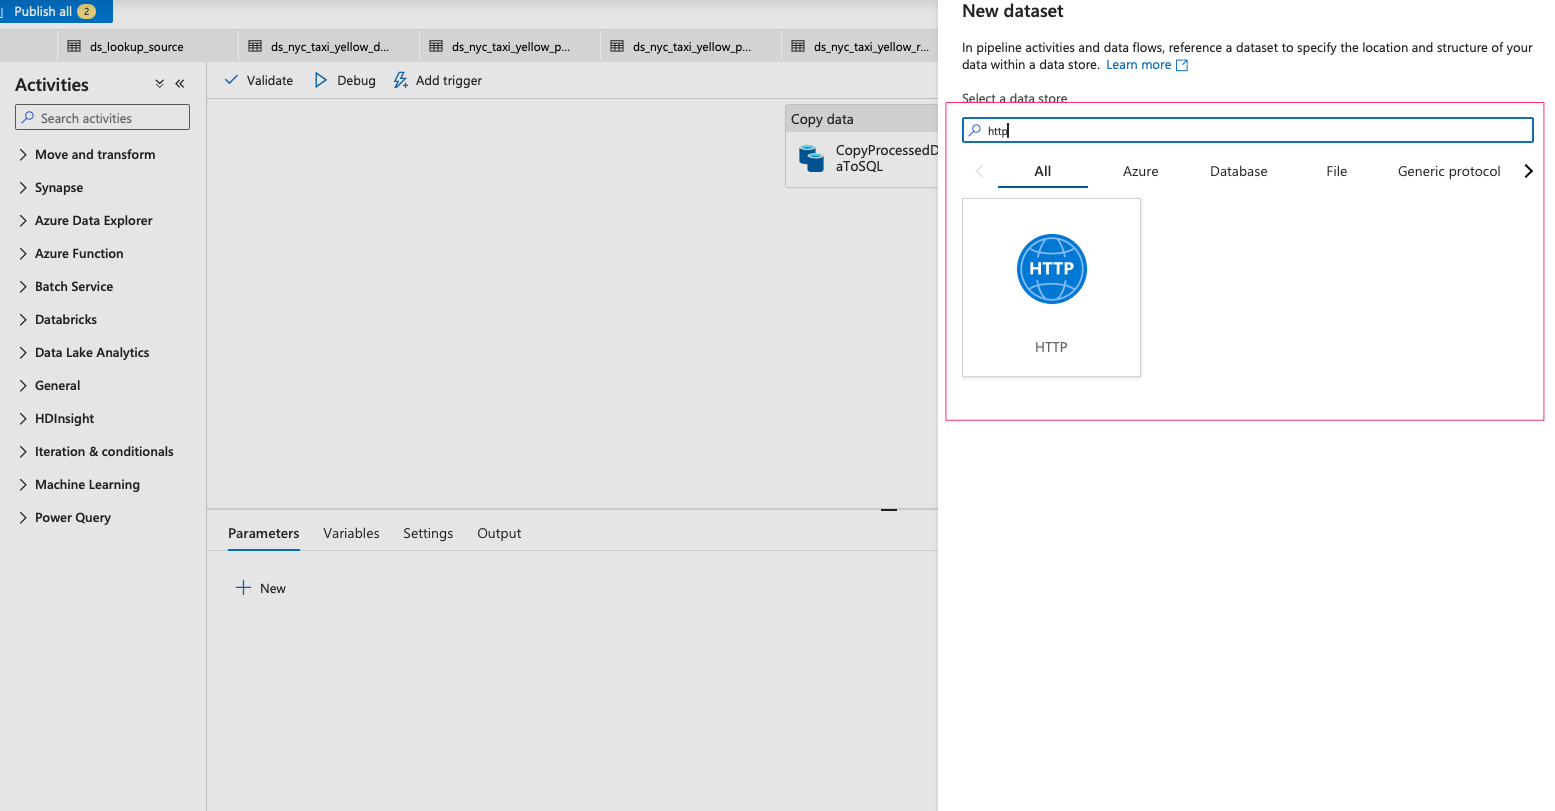 Publish all 2
ds_lookup_source
ds_nyc_taxi_yellow_d...
ds_nyc_taxi_yellow_p...
ds_nyc_taxi_yellow_p...
ds_nyc_taxi_yellow_r...
Activities
Search activities
Move and transform
Synapse
Azure Data Explorer
Azure Function
Batch Service
Databricks
Data Lake Analytics
General
HDInsight
Iteration & conditionals
Machine Learning
Power Query
Validate
Debug
Add trigger
Copy data
CopyProcessedD
aToSQL
Parameters
Variables
Settings
Output
New
New dataset
In pipeline activities and data flows, reference a dataset to specify the location and structure of your
data within a data store. Learn more
Select a data store
http
All
Azure
Database
File
Generic protocol
HTTP
HTTP